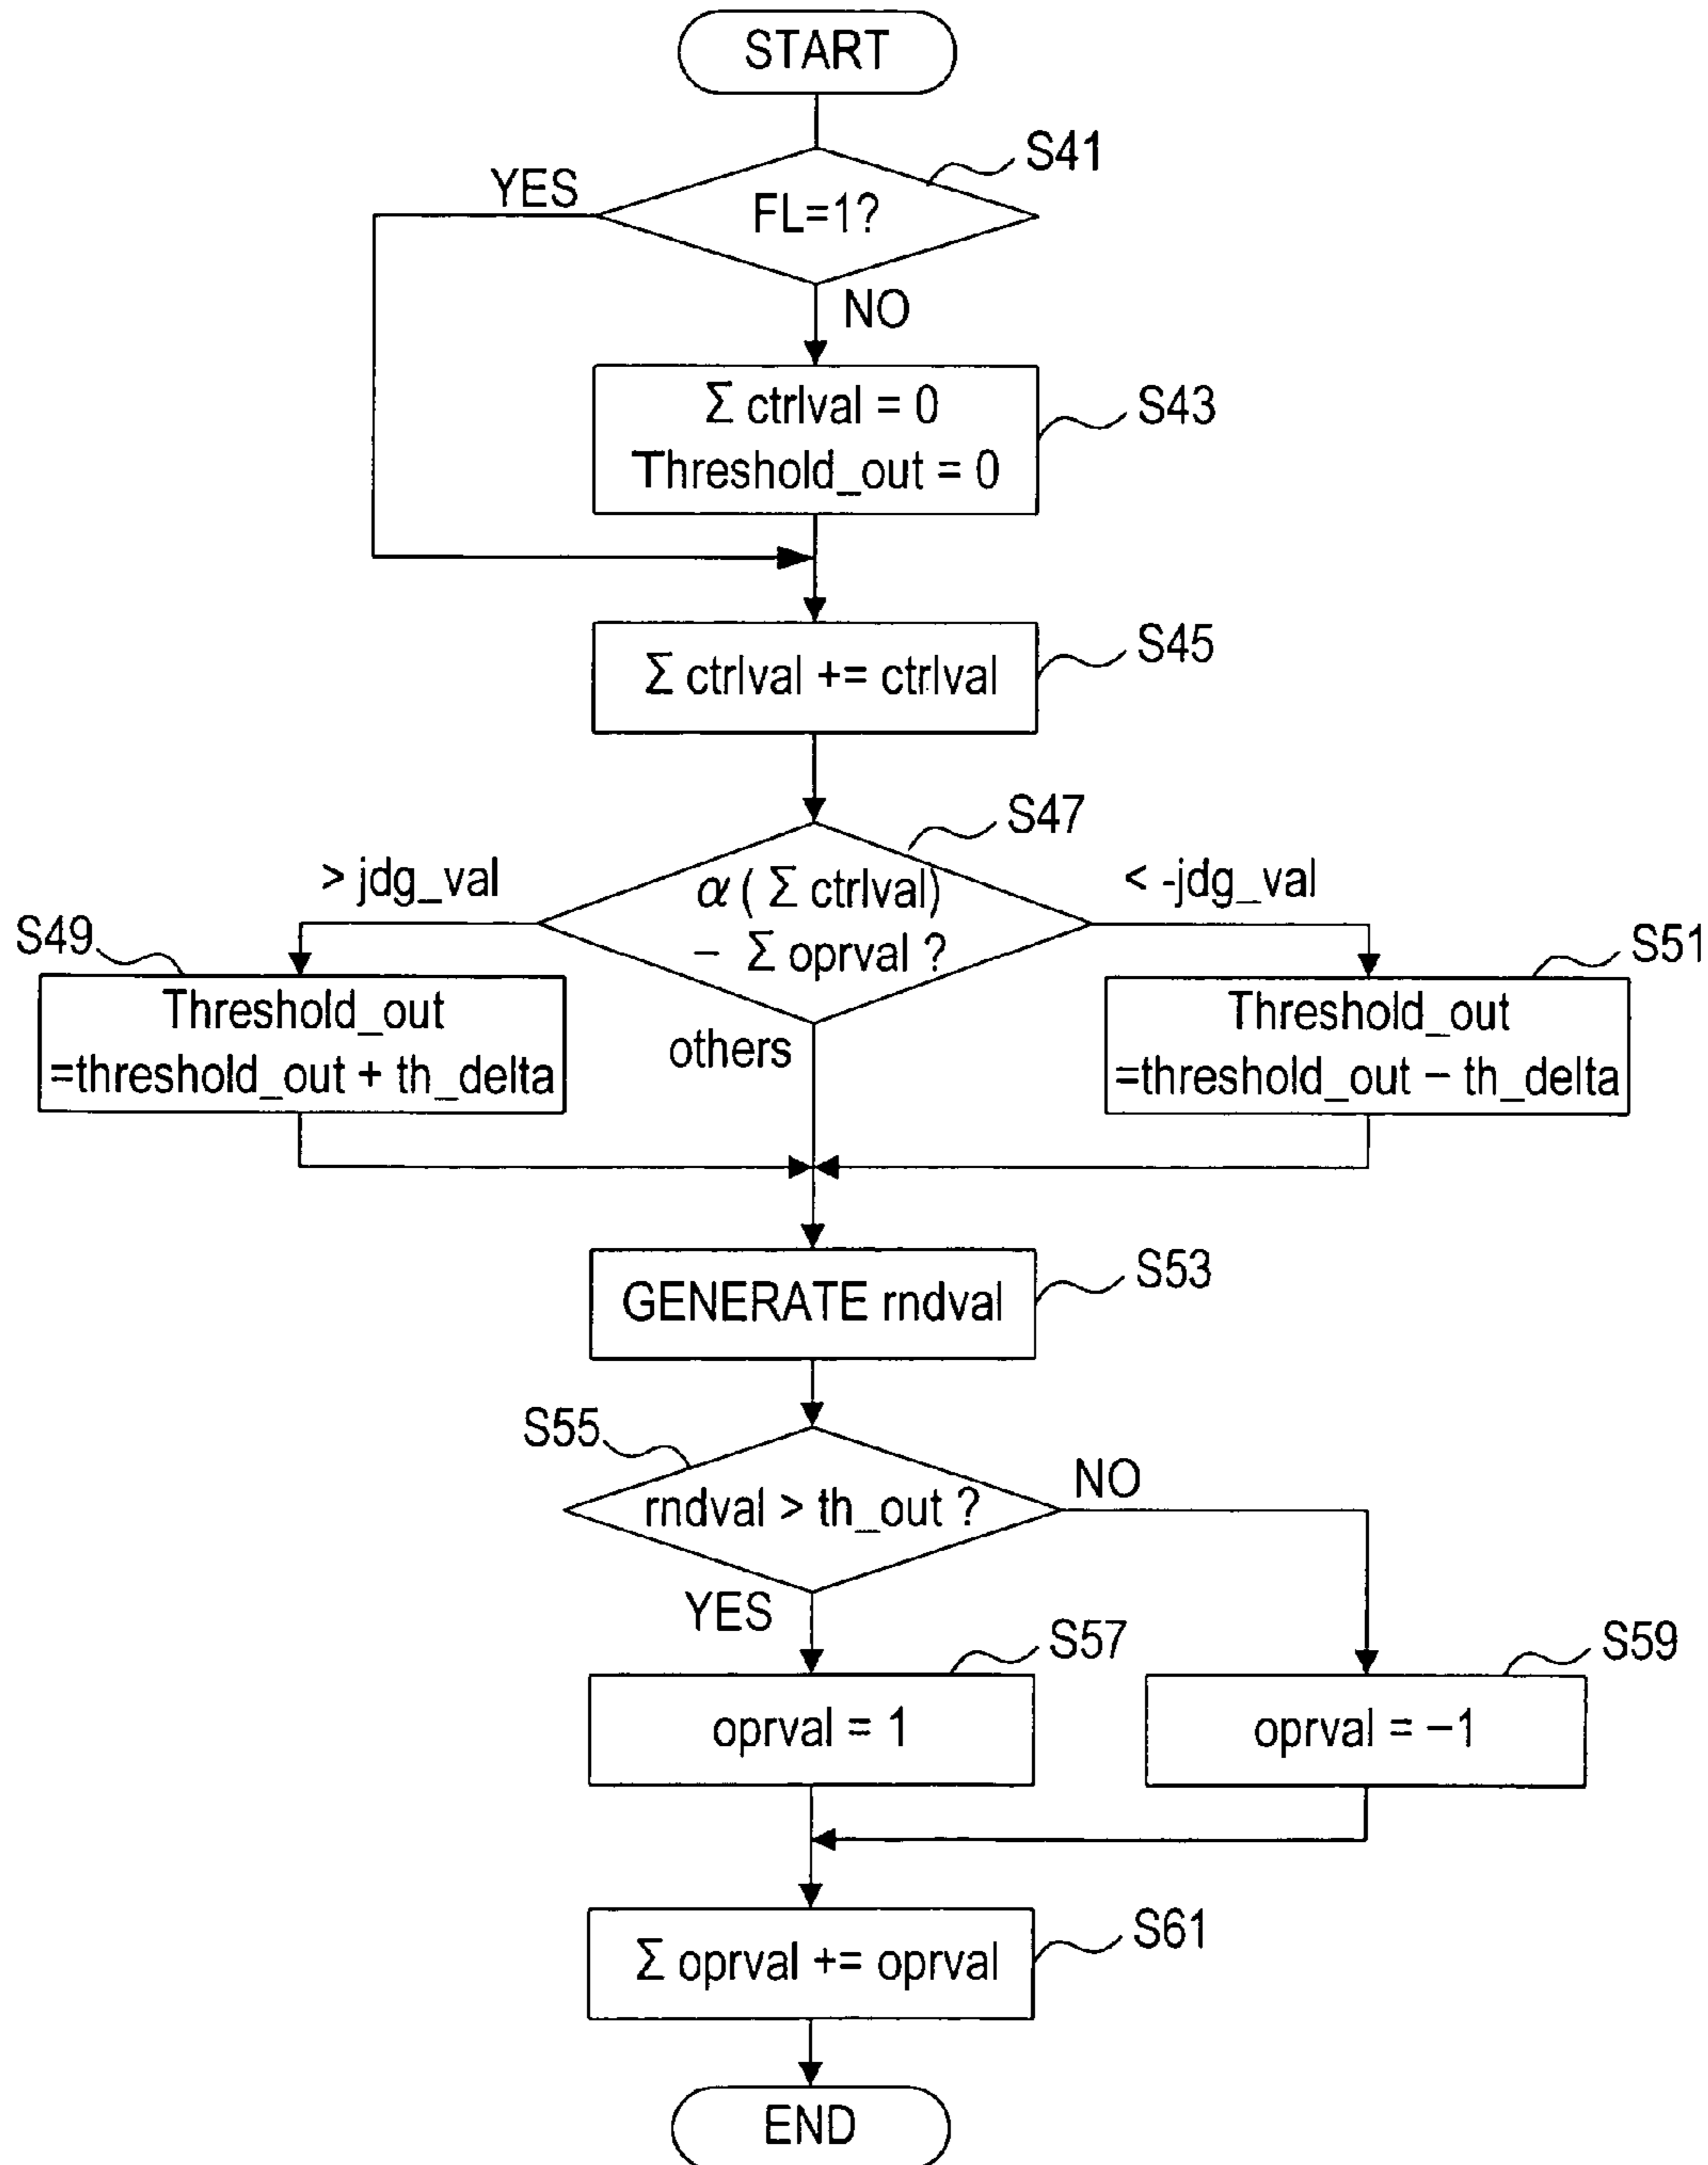 START
S41
YES
FL=1?
NO
Σ ctrlval = 0
Threshold_out = 0
S43
Σ ctrlval += ctrlval
S45
S47
> jdg_val
α ( Σ ctrlval)
– Σ oprval ?
< -jdg_val
S49
Threshold_out
=threshold_out + th_delta
others
S51
Threshold_out
=threshold_out – th_delta
GENERATE rndval
S53
S55
rndval > th_out ?
NO
YES
S57
oprval = 1
S59
oprval = –1
Σ oprval += oprval
S61
END